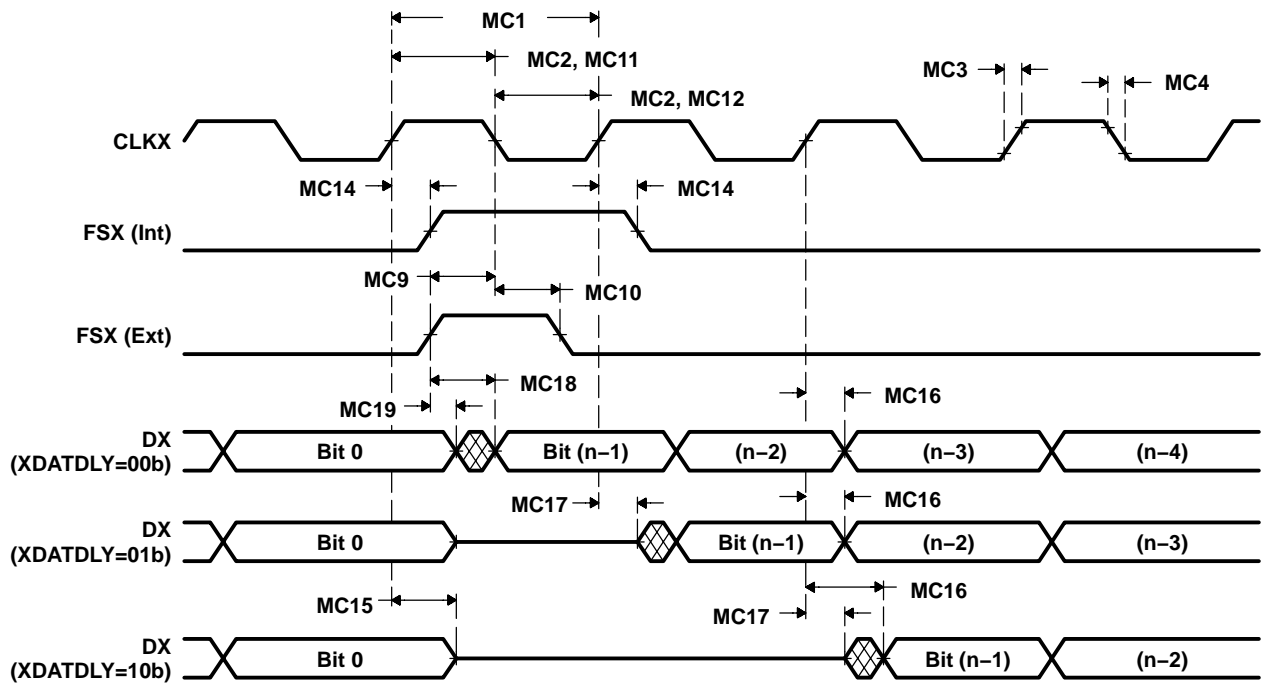 MC1
MC2, MC11
MC3
MC4
MC2, MC12
CLKX
MC14
MC14
FSX (Int)
MC9
MC10
FSX (Ext)
MC18
MC19
MC16
DX
(XDATDLY=00b)
Bit 0
Bit (n−1)
(n−2)
(n−3)
(n−4)
MC17
MC16
DX
(XDATDLY=01b)
Bit 0
Bit (n−1)
(n−2)
(n−3)
MC15
MC17
MC16
DX
(XDATDLY=10b)
Bit 0
Bit (n−1)
(n−2)